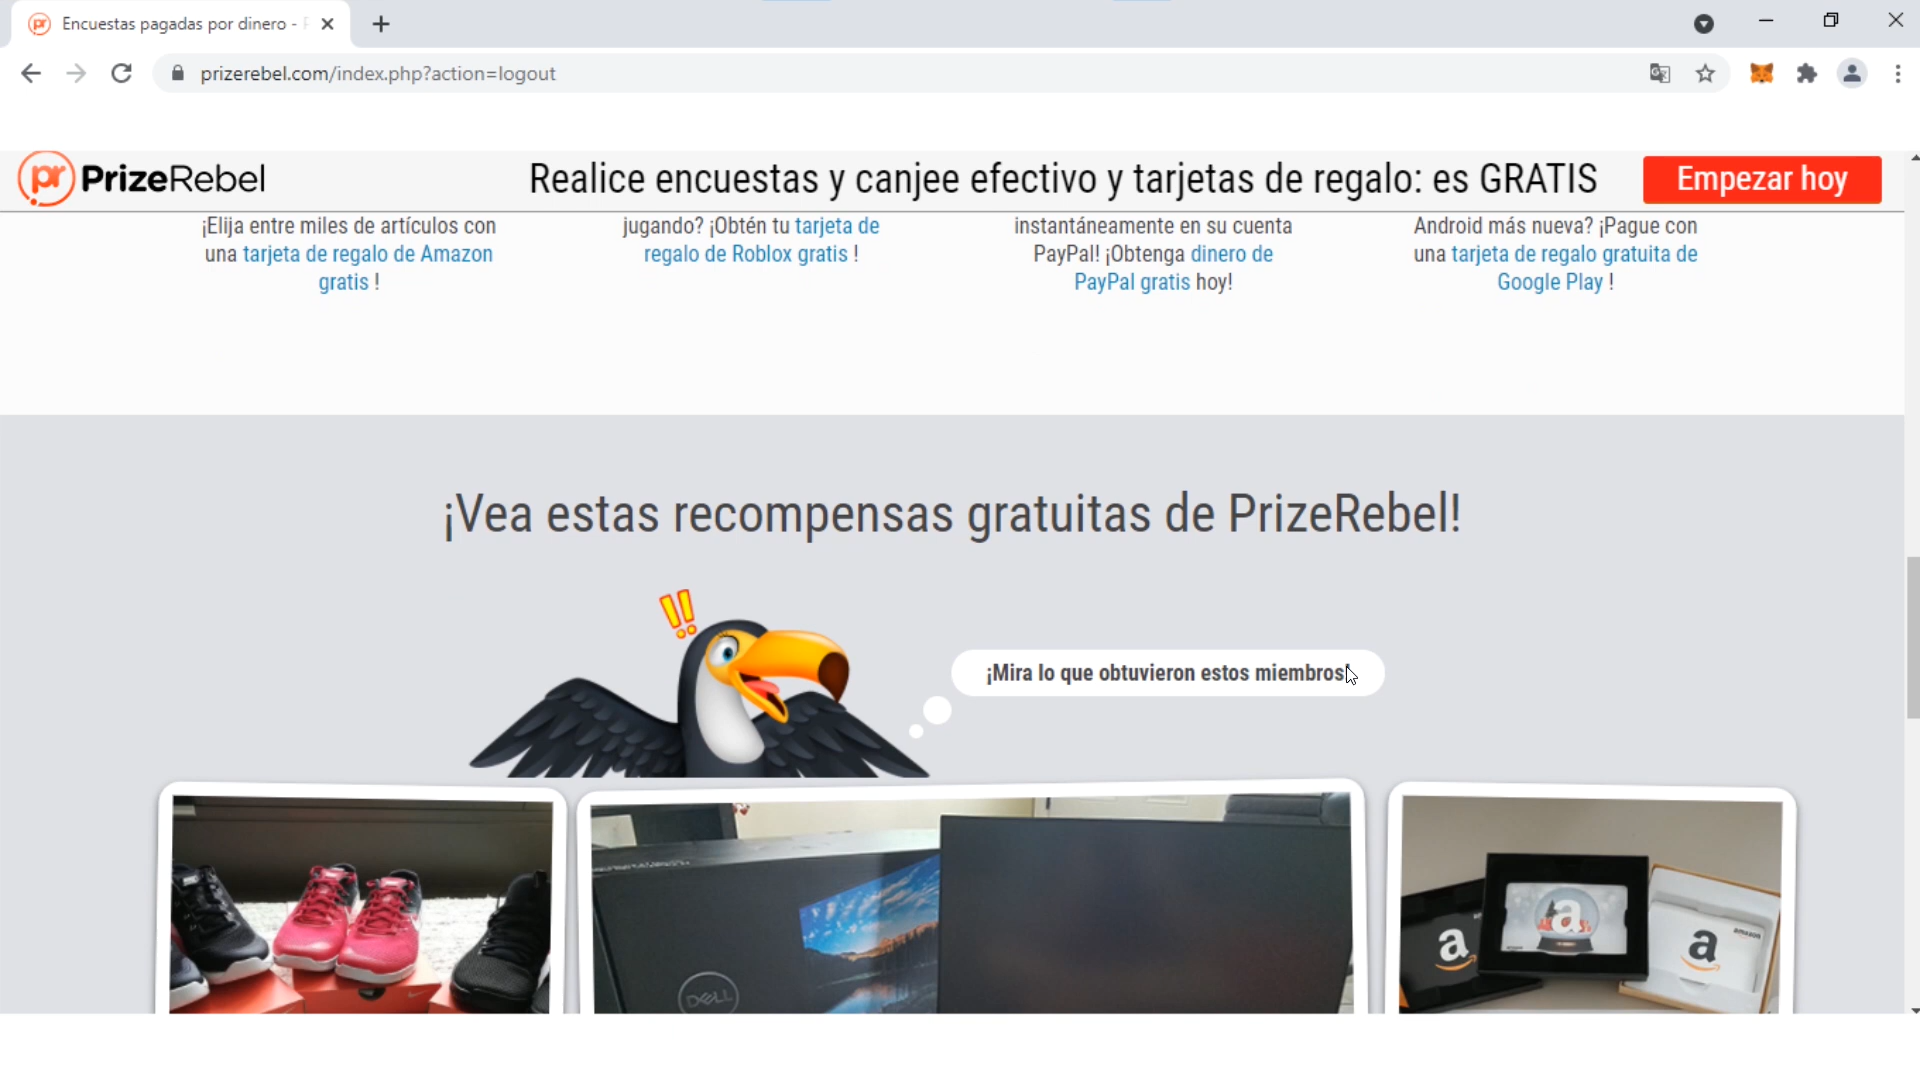 Encuestas pagadas por dinero -
prizerebel.com/index.php?action=logout
pr PrizeRebel
Realice encuestas y canjee efectivo y tarjetas de regalo: es GRATIS
Empezar hoy
¡Elija entre miles de artículos con
una tarjeta de regalo de Amazon
gratis !
jugando? ¡Obtén tu tarjeta de
regalo de Roblox gratis !
instantáneamente en su cuenta
PayPal! ¡Obtenga dinero de
PayPal gratis hoy!
Android más nueva? ¡Pague con
una tarjeta de regalo gratuita de
Google Play !
¡Vea estas recompensas gratuitas de PrizeRebel!
!!
¡Mira lo que obtuvieron estos miembros!
DELL
a
a
a
amazon